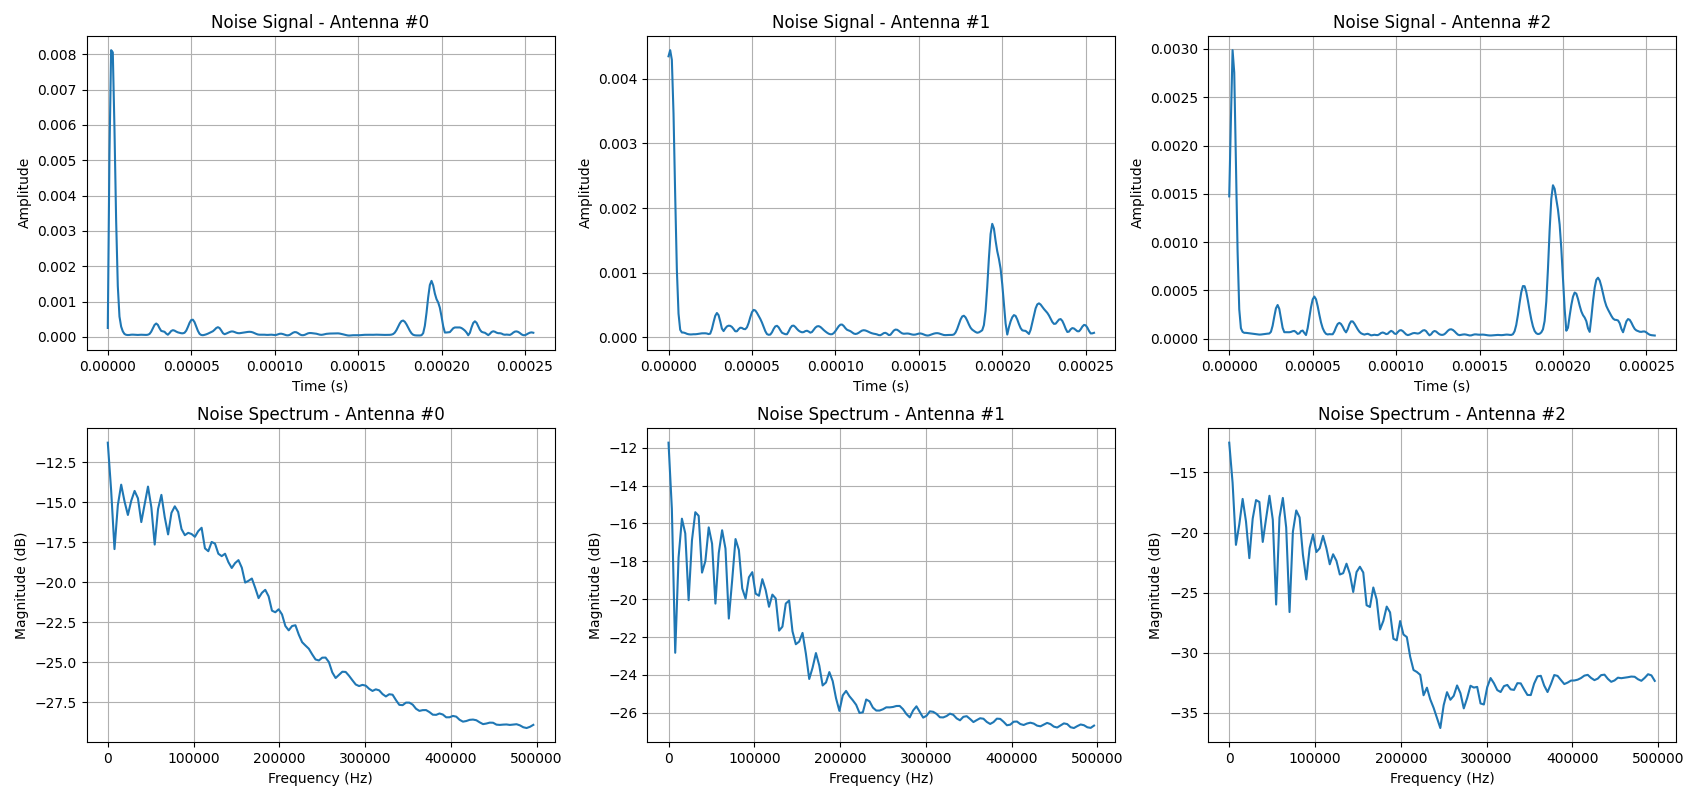 Noise Signal - Antenna #0
Noise Signal - Antenna #1
Noise Signal - Antenna #2
Amplitude
0.008
0.007
0.006
0.005
0.004
0.003
0.002
0.001
0.000
0.00000 0.00005 0.00010 0.00015 0.00020 0.00025
Time (s)
Amplitude
0.004
0.003
0.002
0.001
0.000
0.00000 0.00005 0.00010 0.00015 0.00020 0.00025
Time (s)
Amplitude
0.0030
0.0025
0.0020
0.0015
0.0010
0.0005
0.0000
0.00000 0.00005 0.00010 0.00015 0.00020 0.00025
Time (s)
Noise Spectrum - Antenna #0
Noise Spectrum - Antenna #1
Noise Spectrum - Antenna #2
Magnitude (dB)
−12.5
−15.0
−17.5
−20.0
−22.5
−25.0
−27.5
0 100000 200000 300000 400000 500000
Frequency (Hz)
Magnitude (dB)
−12
−14
−16
−18
−20
−22
−24
−26
0 100000 200000 300000 400000 500000
Frequency (Hz)
Magnitude (dB)
−15
−20
−25
−30
−35
0 100000 200000 300000 400000 500000
Frequency (Hz)